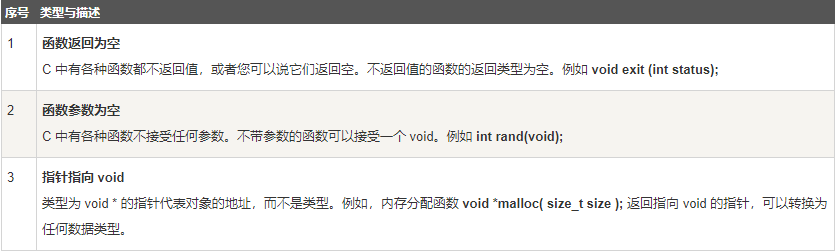 序号 类型与描述
1 函数返回为空
C 中有各种函数都不返回值，或者您可以说它们返回空。不返回值的函数的返回类型为空。例如 void exit (int status);
2 函数参数为空
C 中有各种函数不接受任何参数。不带参数的函数可以接受一个 void。例如 int rand(void);
3 指针指向 void
类型为 void * 的指针代表对象的地址，而不是类型。例如，内存分配函数 void *malloc( size_t size ); 返回指向 void 的指针，可以转换为
任何数据类型。